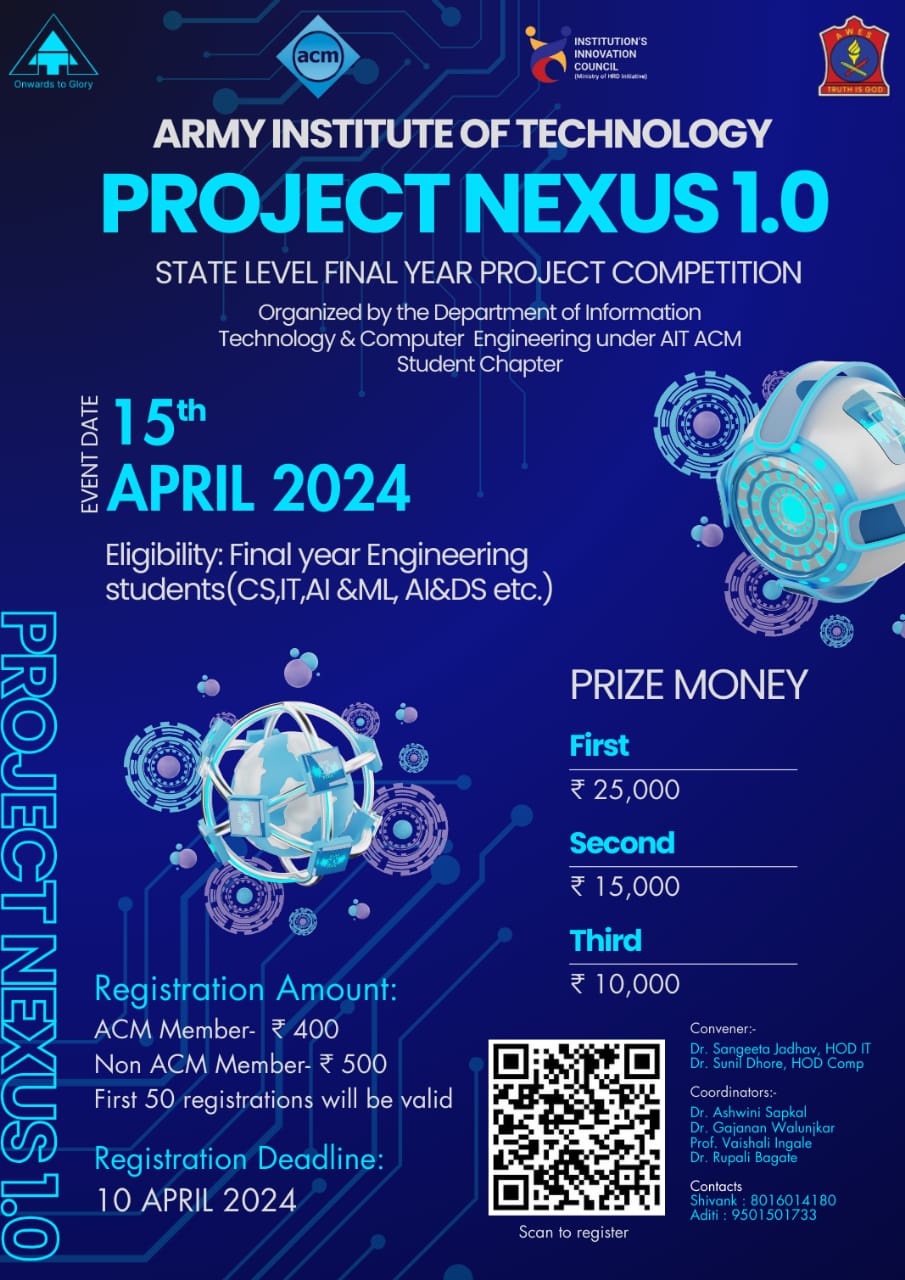 Onwards to Glory
acm
INSTITUTION'S
INNOVATION
COUNCIL
(Ministry of HRD Initiative)
AWES
TRUTH IS GOD
ARMY INSTITUTE OF TECHNOLOGY
PROJECT NEXUS 1.0
STATE LEVEL FINAL YEAR PROJECT COMPETITION
Organized by the Department of Information
Technology & Computer Engineering under AIT ACM
Student Chapter
EVENT DATE
15th
APRIL 2024
Eligibility: Final year Engineering
students(CS,IT,AI &ML, AI&DS etc.)
PROJECT NEXUS 1.0
PRIZE MONEY
First
₹ 25,000
Second
₹ 15,000
Third
₹ 10,000
Registration Amount:
ACM Member- ₹ 400
Non ACM Member- ₹ 500
First 50 registrations will be valid
Registration Deadline:
10 APRIL 2024
Scan to register
Convener:-
Dr. Sangeeta Jadhav, HOD IT
Dr. Sunil Dhore, HOD Comp
Coordinators:-
Dr. Ashwini Sapkal
Dr. Gajanan Walunjkar
Prof. Vaishali Ingale
Dr. Rupali Bagate
Contacts
Shivank : 8016014180
Aditi : 9501501733